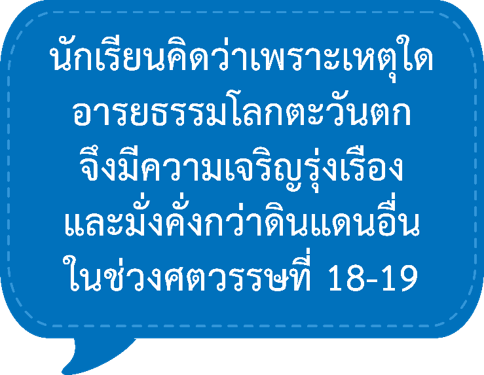 นักเรียนคิดว่าเพราะเหตุใด
อารยธรรมโลกตะวันตก
จึงมีความเจริญรุ่งเรือง
และมั่งคั่งกว่าดินแดนอื่น
ในช่วงศตวรรษที่ 18-19